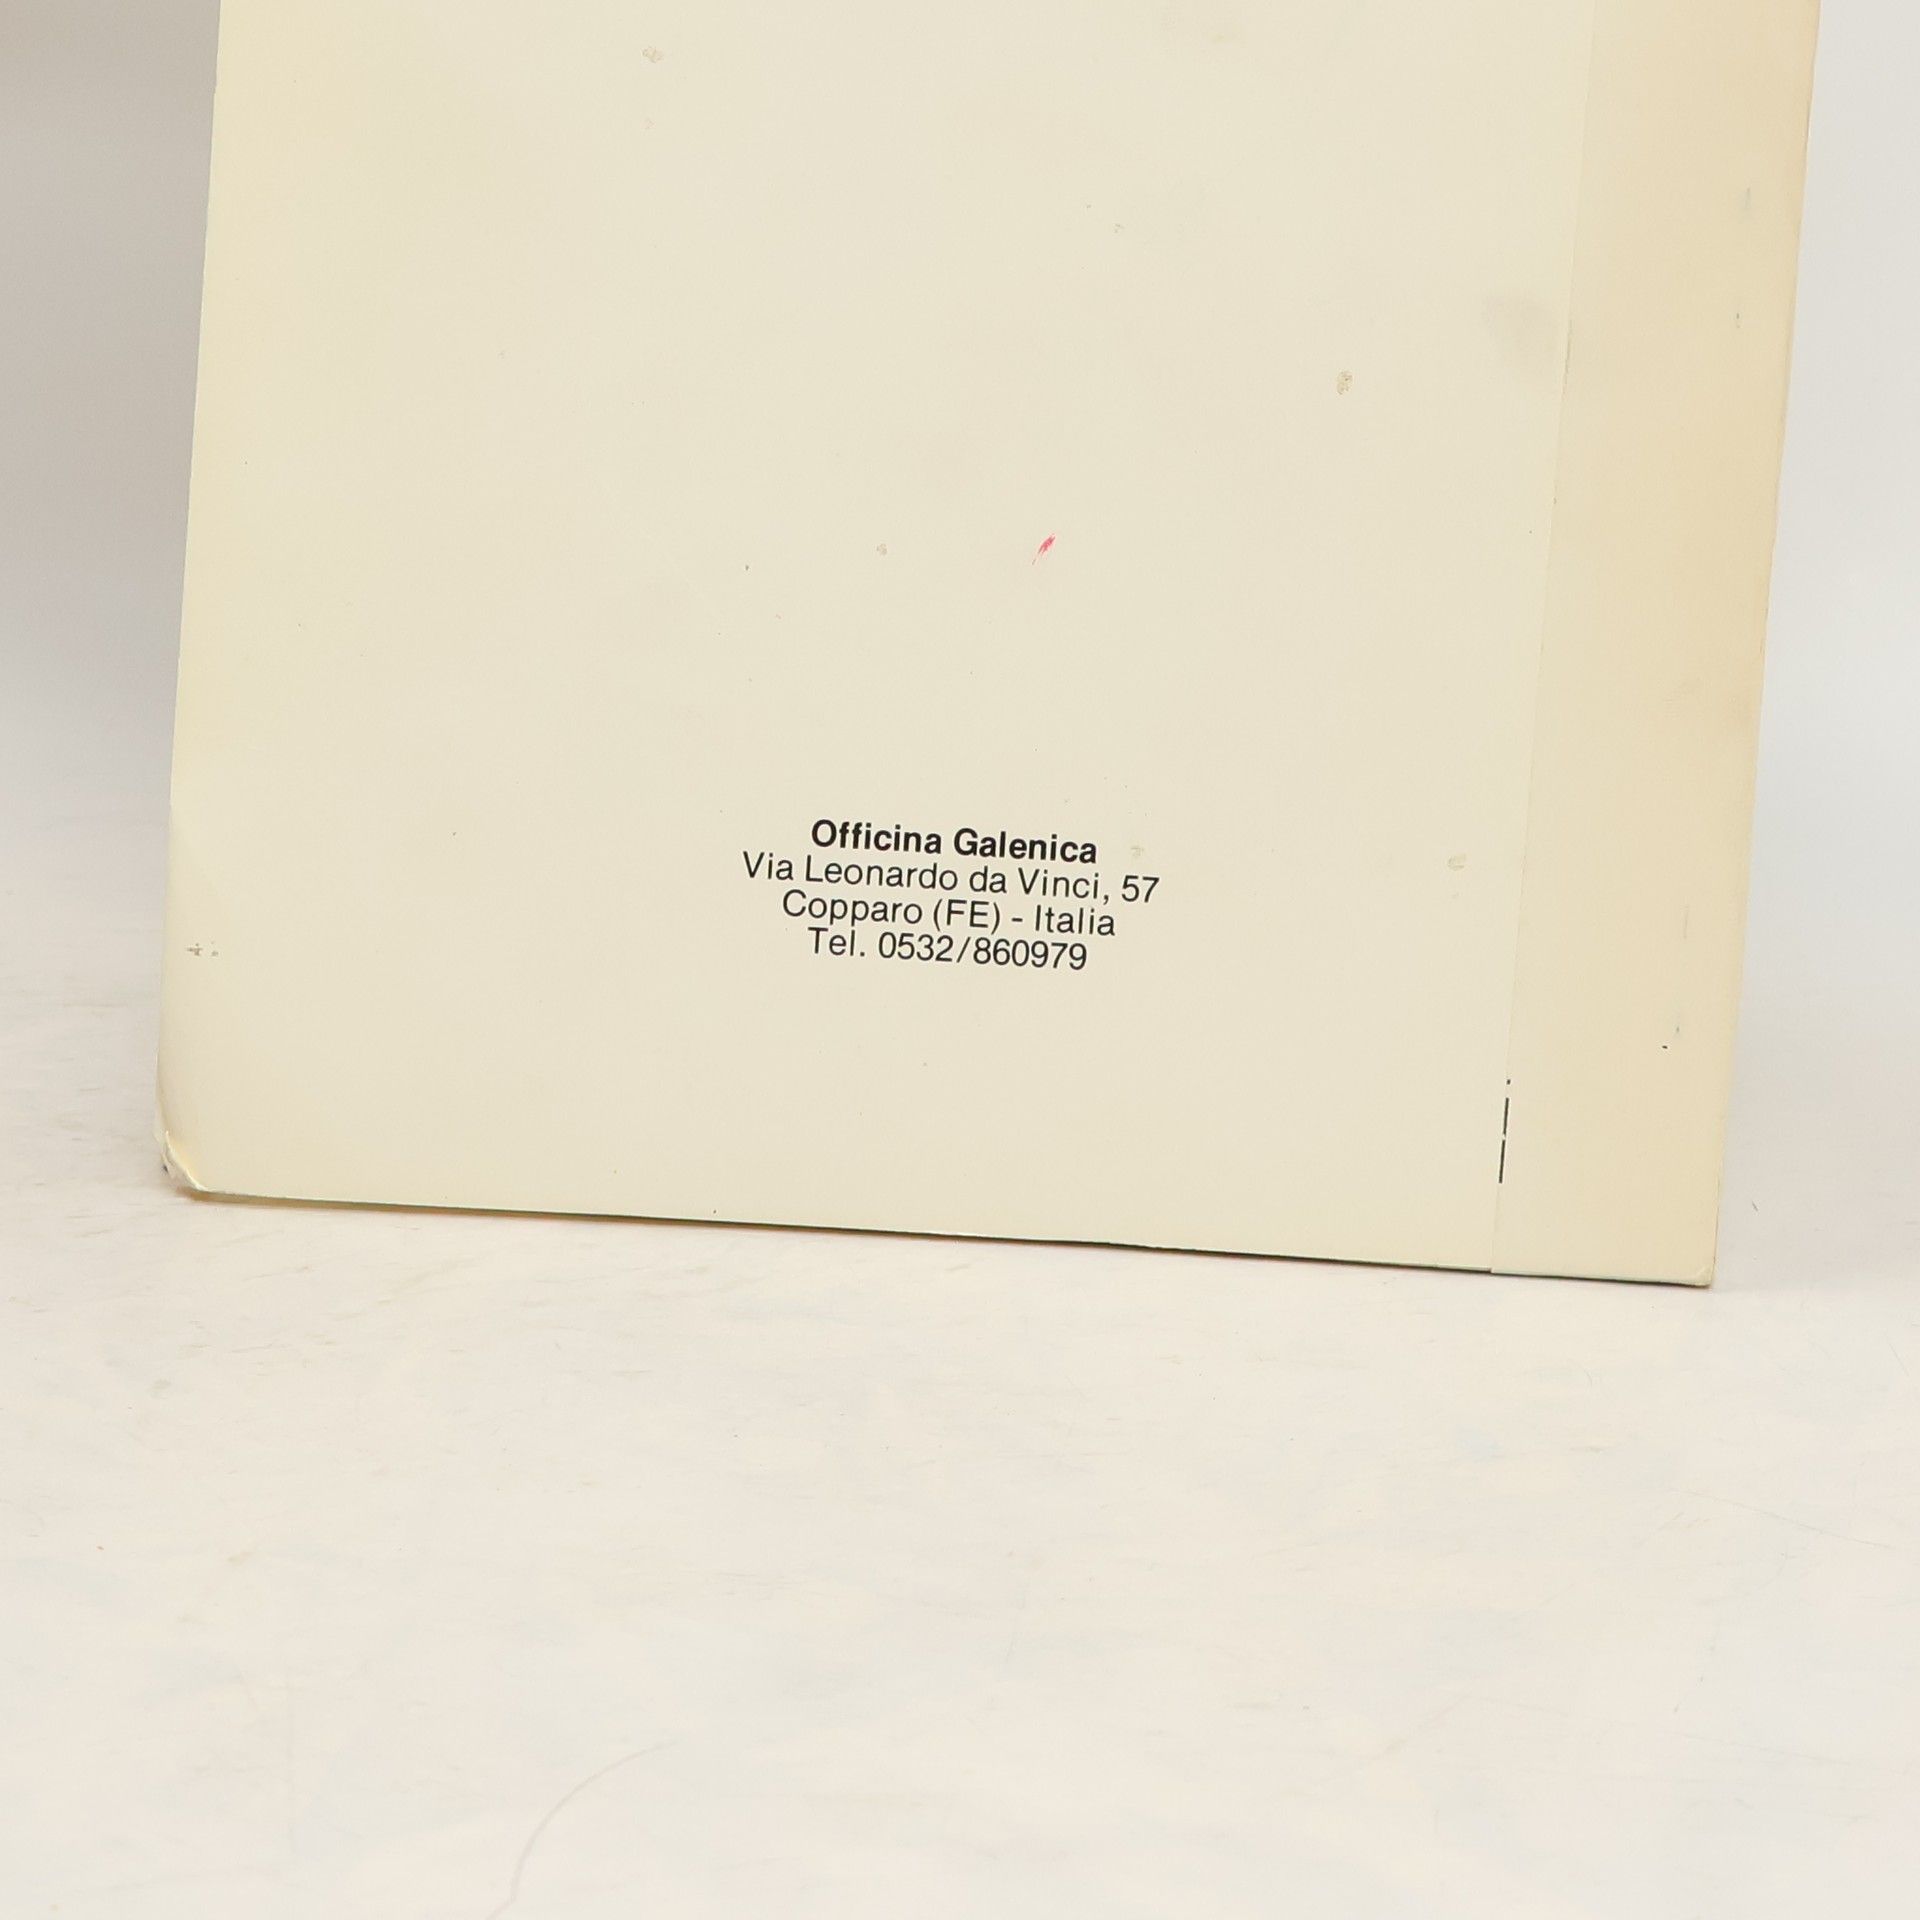 Officina Galenica
Via Leonardo da Vinci, 57
Copparo (FE) - Italia
Tel. 0532/860979